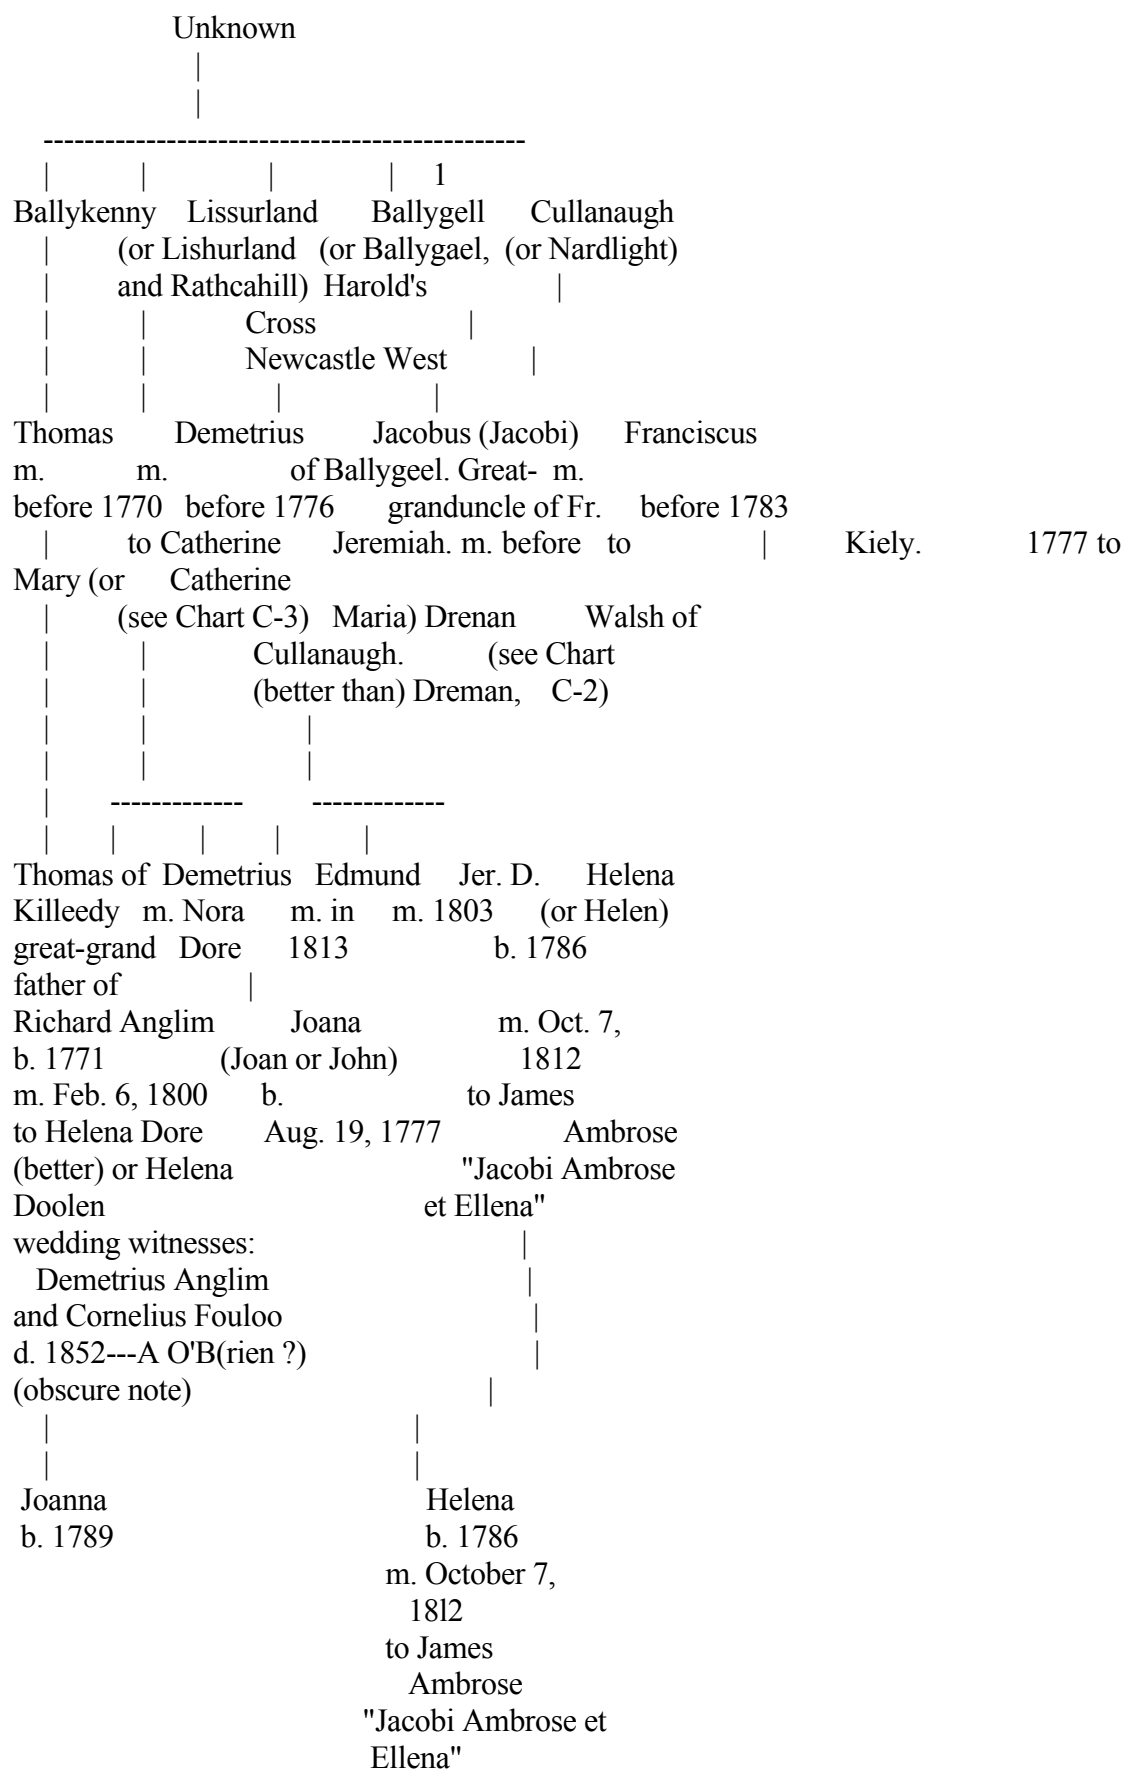 Unknown
|
|
-----------------------------------------------
| | | | 1
Ballykenny Lissurland Ballygell Cullanaugh
| (or Lishurland (or Ballygael, (or Nardlight)
| and Rathcahill) Harold's |
| | Cross |
| | Newcastle West |
| | | |
Thomas Demetrius Jacobus (Jacobi) Franciscus
m. m. of Ballygeel. Great- m.
before 1770 before 1776 granduncle of Fr. before 1783
| to Catherine Jeremiah. m. before to | Kiely. 1777 to
Mary (or Catherine
| (see Chart C-3) Maria) Drenan Walsh of
| | Cullanaugh. (see Chart
| | (better than) Dreman, C-2)
| | |
| | |
| ------------- -------------
| | | | |
Thomas of Demetrius Edmund Jer. D. Helena
Killeedy m. Nora m. in m. 1803 (or Helen)
great-grand Dore 1813 b. 1786
father of |
Richard Anglim Joana m. Oct. 7,
b. 1771 (Joan or John) 1812
m. Feb. 6, 1800 b. to James
to Helena Dore Aug. 19, 1777 Ambrose
(better) or Helena "Jacobi Ambrose
Doolen et Ellena"
wedding witnesses: |
Demetrius Anglim |
and Cornelius Fouloo |
d. 1852---A O'B(rien ?) |
(obscure note) |
| |
| |
Joanna Helena
b. 1789 b. 1786
m. October 7,
18l2
to James
Ambrose
"Jacobi Ambrose et
Ellena"